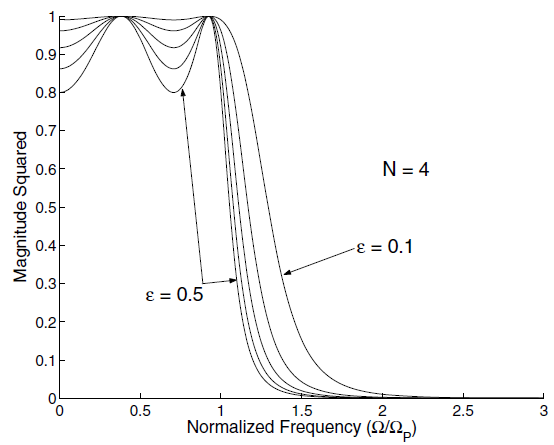 1
0.9
0.8
0.7
0.6
0.5
0.4
0.3
0.2
0.1
0
Magnitude Squared
N = 4
ε = 0.1
ε = 0.5
0 0.5 1 1.5 2 2.5 3
Normalized Frequency (Ω/Ω_P)